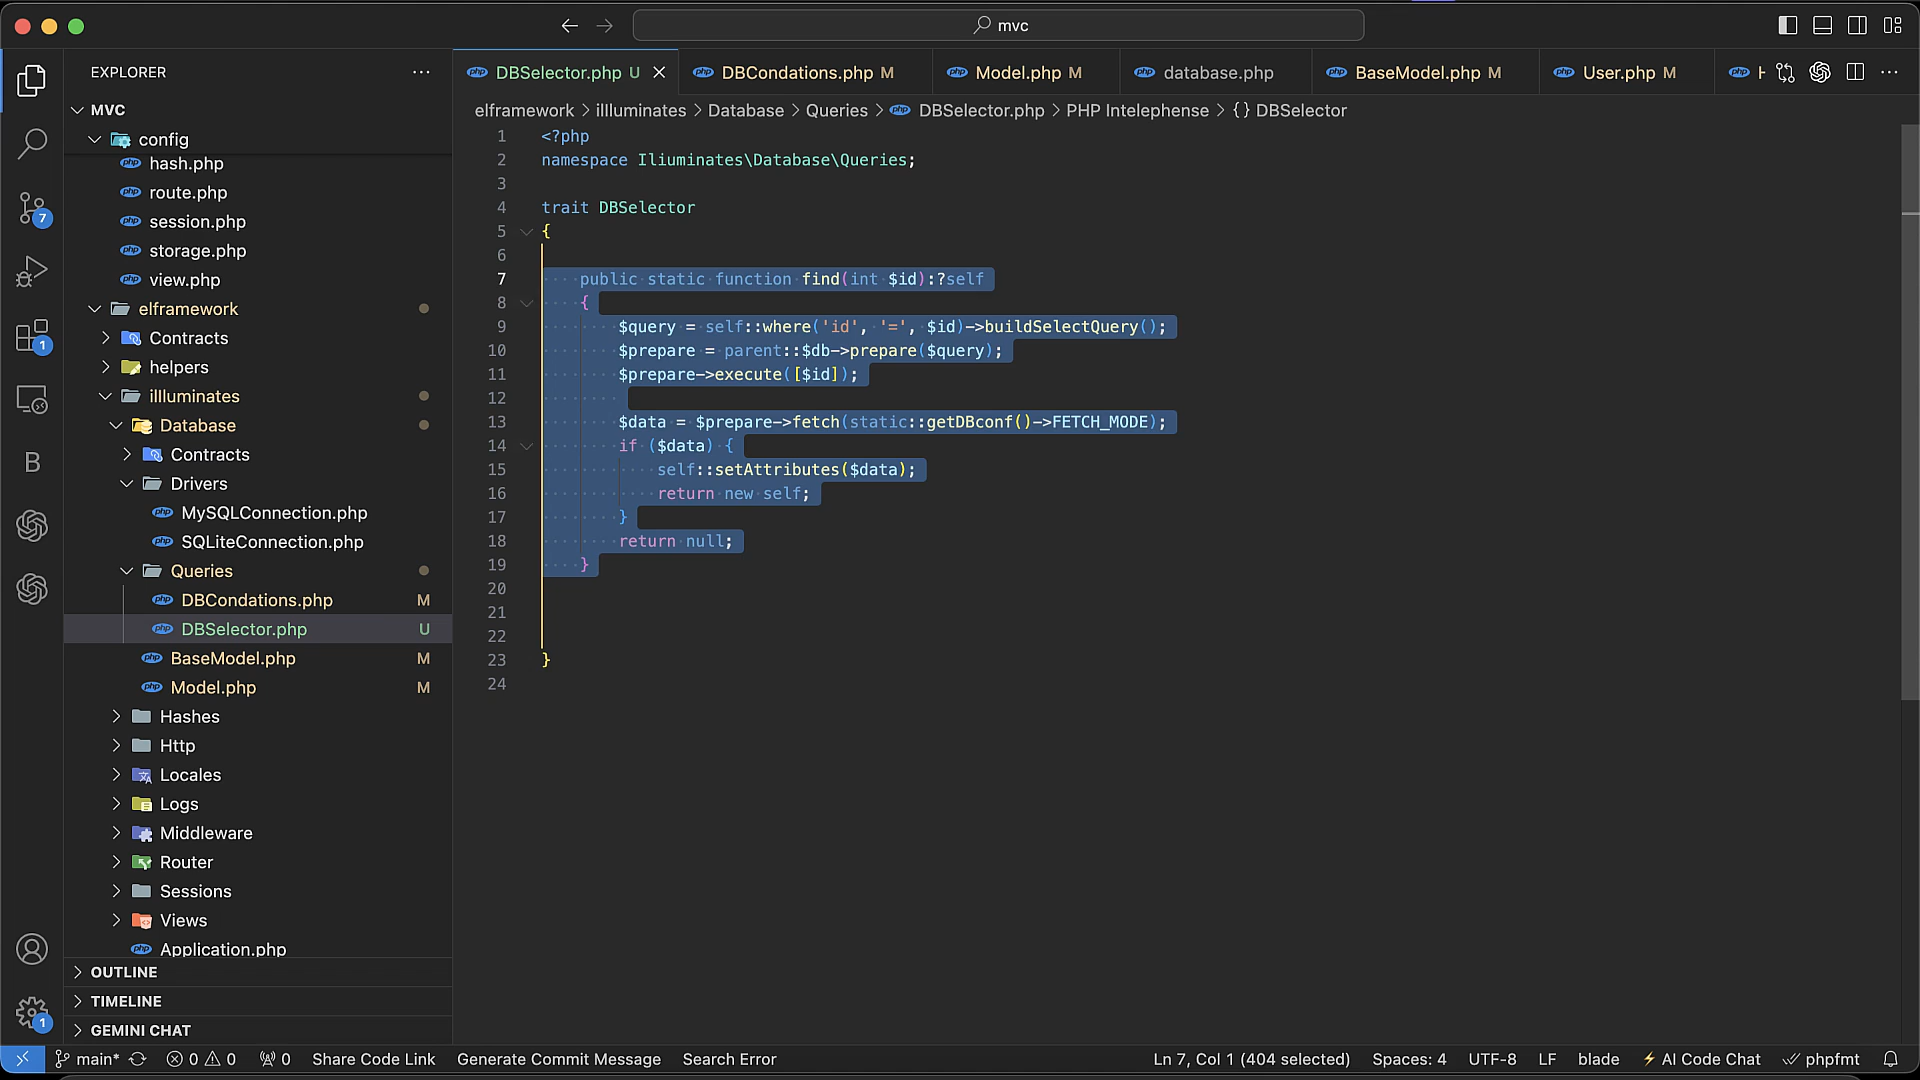 mvc
EXPLORER
DBSelector.php U
DBCondations.php M
Model.php M
database.php
BaseModel.php M
User.php M
MVC
config
hash.php
route.php
session.php
storage.php
view.php
elframework
Contracts
helpers
illluminates
Database
Contracts
Drivers
MySQLConnection.php
SQLiteConnection.php
Queries
DBCondations.php M
DBSelector.php U
BaseModel.php M
Model.php M
Hashes
Http
Locales
Logs
Middleware
Router
Sessions
Views
Application.php
OUTLINE
TIMELINE
GEMINI CHAT
elframework > illluminates > Database > Queries > DBSelector.php > PHP Intelephense > {} DBSelector
1 <?php
2 namespace Iliuminates\Database\Queries;
3
4 trait DBSelector
5 {
6
7 public static function find(int $id):?self
8 {
9 $query = self::where('id', '=', $id)->buildSelectQuery();
10 $prepare = parent::$db->prepare($query);
11 $prepare->execute([$id]);
12
13 $data = $prepare->fetch(static::getDBconf()->FETCH_MODE);
14 if ($data) {
15 self::setAttributes($data);
16 return new self;
17 }
18 return null;
19 }
20
21
22
23 }
24
7
1
1
main* 0 0 0 Share Code Link Generate Commit Message Search Error Ln 7, Col 1 (404 selected) Spaces: 4 UTF-8 LF blade AI Code Chat phpfmt